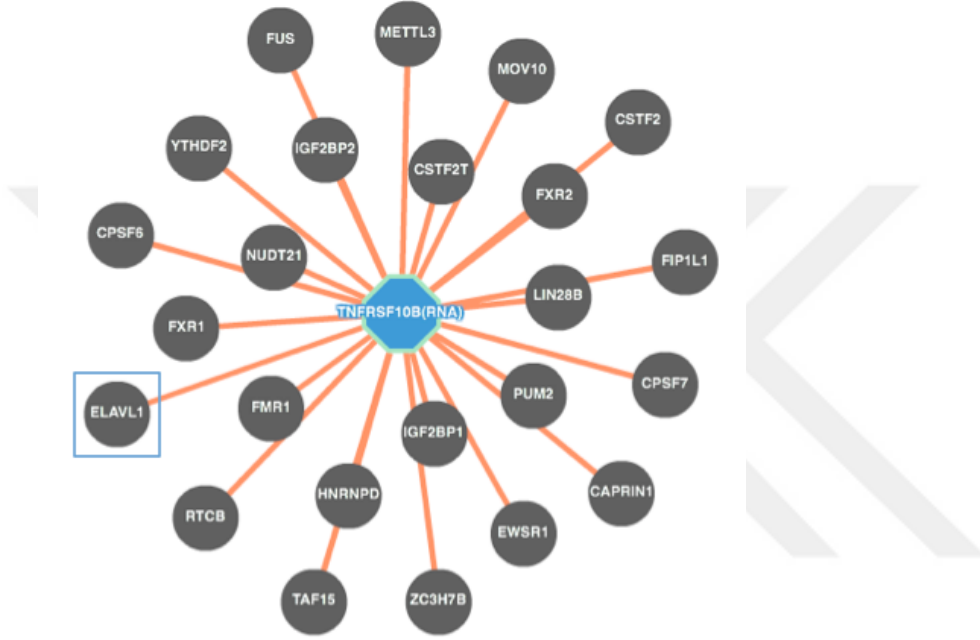 METTL3
FUS
MOV10
CSTF2
YTHDF2
IGF2BP2
CSTF2T
FXR2
CPSF6
NUDT21
FIP1L1
LIN28B
TNFRSF10B(RNA)
FXR1
CPSF7
PUM2
FMR1
ELAVL1
IGF2BP1
HNRNPD
CAPRIN1
RTCB
EWSR1
TAF15
ZC3H7B